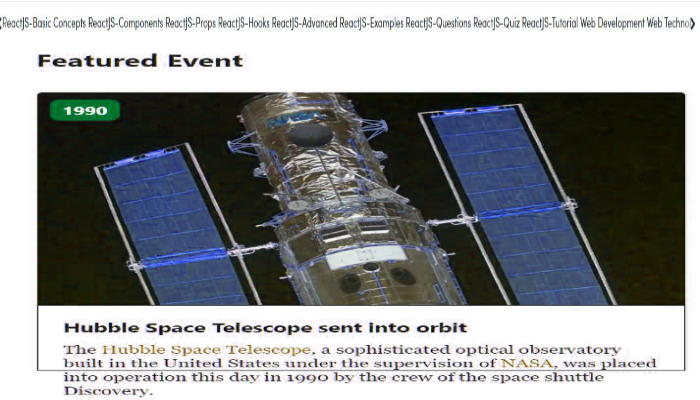 ReactJS-Basic Concepts ReactJS-Components ReactJS-Props ReactJS-Hooks ReactJS-Advanced ReactJS-Examples ReactJS-Questions ReactJS-Quiz ReactJS-Tutorial Web Development Web Techno
Featured Event
1990
Hubble Space Telescope sent into orbit
The Hubble Space Telescope, a sophisticated optical observatory
built in the United States under the supervision of NASA, was placed
into operation this day in 1990 by the crew of the space shuttle
Discovery.